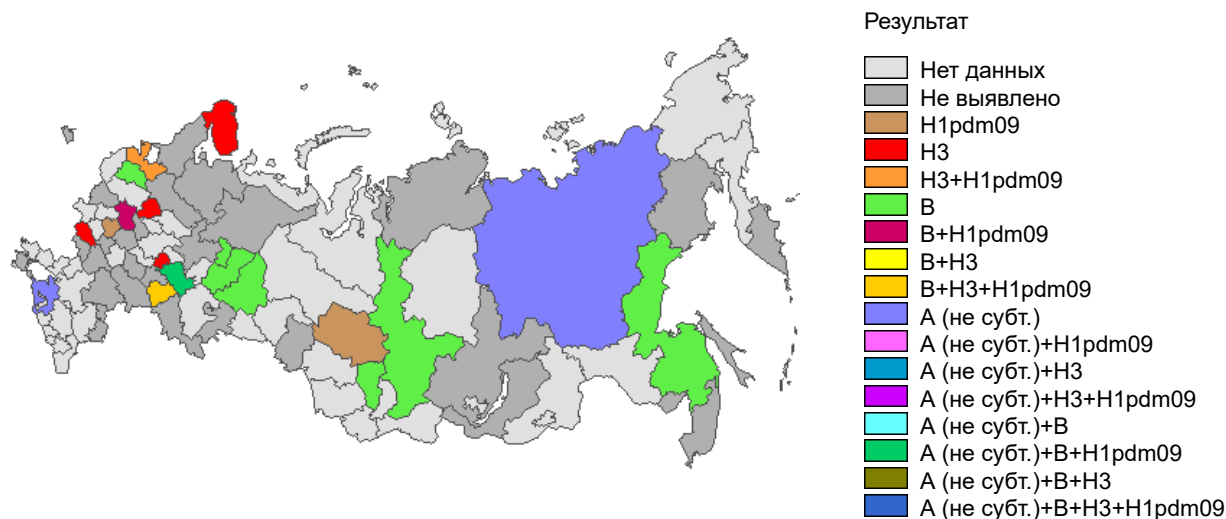 Результат
Нет данных
Не выявлено
H1pdm09
H3
H3+H1pdm09
B
B+H1pdm09
B+H3
B+H3+H1pdm09
А (не субт.)
А (не субт.)+H1pdm09
А (не субт.)+H3
А (не субт.)+H3+H1pdm09
А (не субт.)+B
А (не субт.)+B+H1pdm09
А (не субт.)+B+H3
А (не субт.)+B+H3+H1pdm09